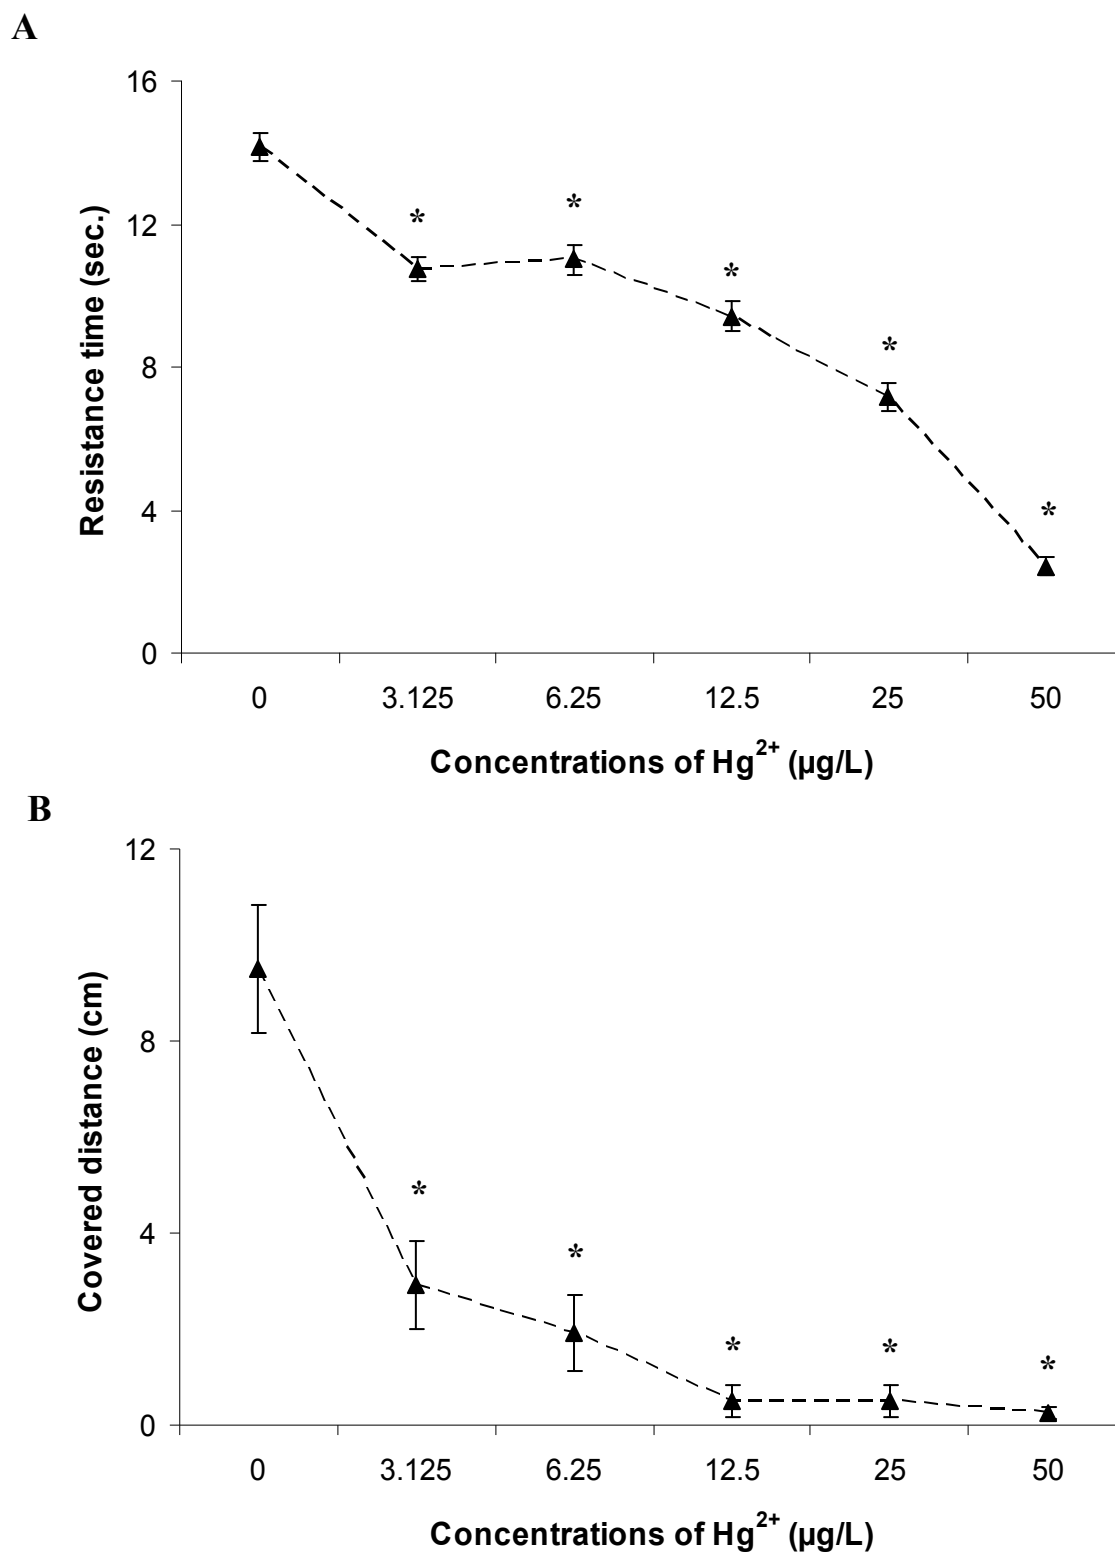 A
16
12
8
4
0
Resistance time (sec.)
* * * * *
0 3.125 6.25 12.5 25 50
Concentrations of Hg²⁺ (µg/L)
B
12
8
4
0
Covered distance (cm)
* * * * *
0 3.125 6.25 12.5 25 50
Concentrations of Hg²⁺ (µg/L)